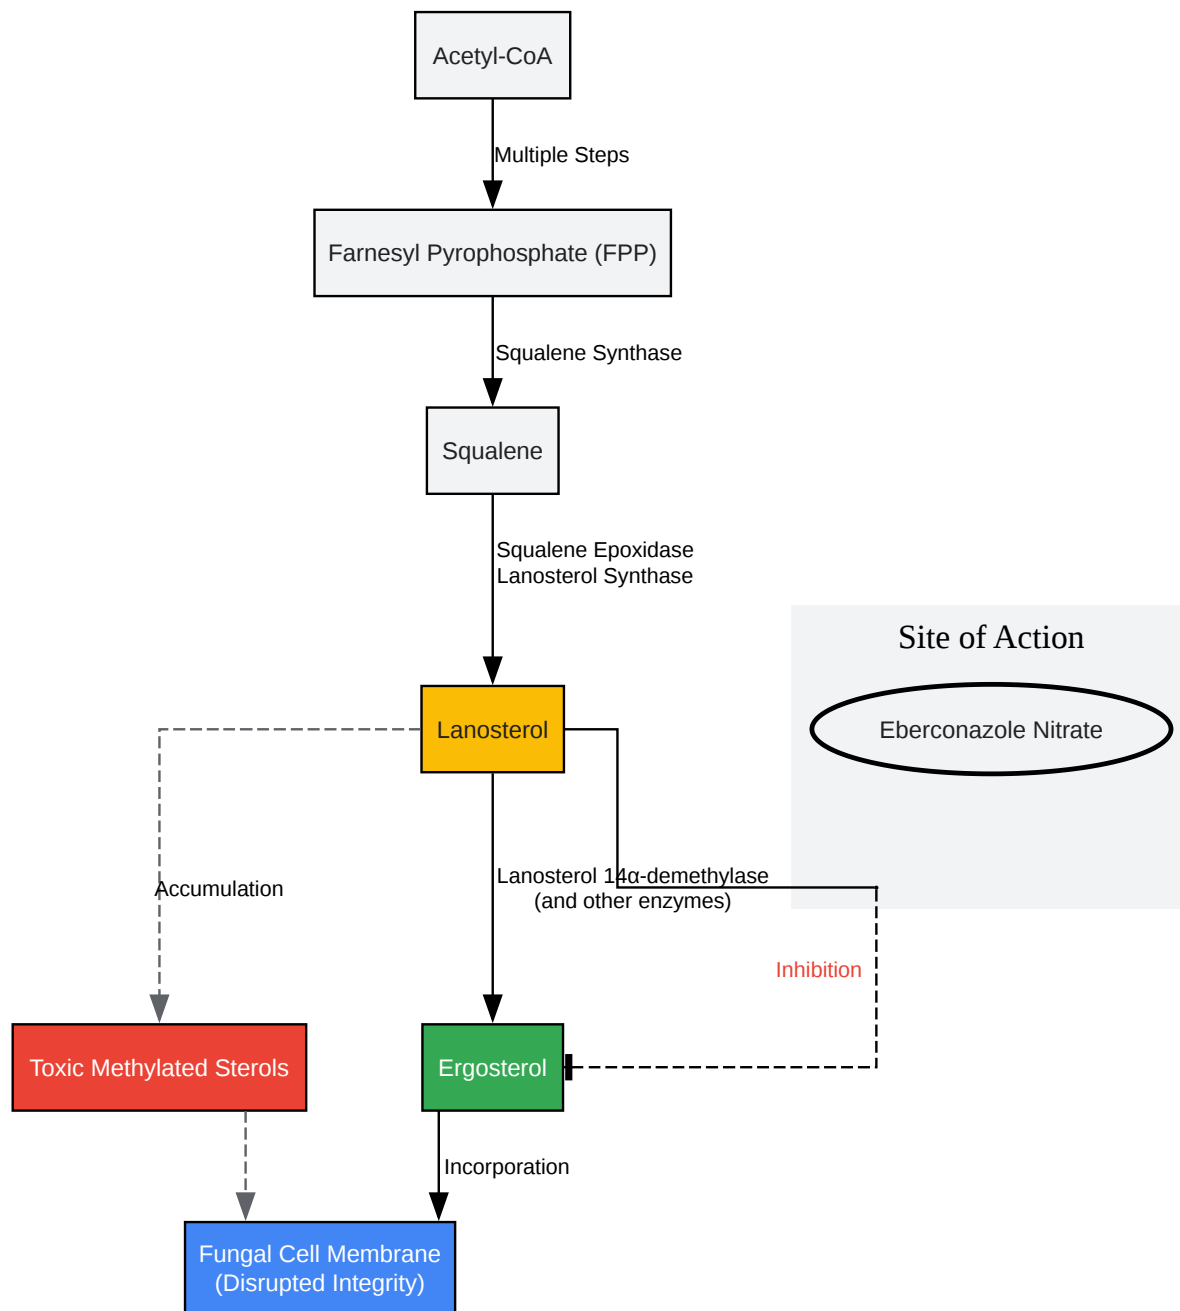 Acetyl-CoA
Multiple Steps
Farnesyl Pyrophosphate (FPP)
Squalene Synthase
Squalene
Squalene Epoxidase
Lanosterol Synthase
Site of Action
Eberconazole Nitrate
Lanosterol
Accumulation
Lanosterol 14α-demethylase
(and other enzymes)
Inhibition
Toxic Methylated Sterols
Ergosterol
Incorporation
Fungal Cell Membrane
(Disrupted Integrity)